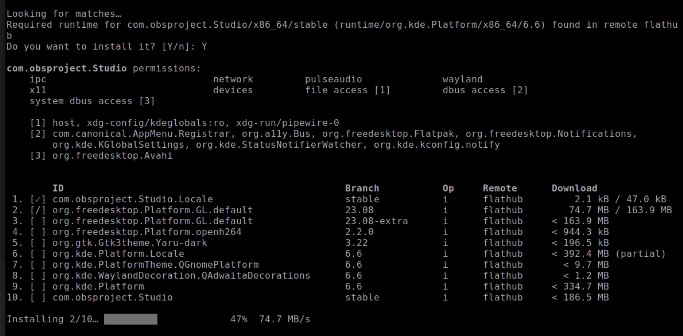 Looking for matches…
Required runtime for com.obsproject.Studio/x86_64/stable (runtime/org.kde.Platform/x86_64/6.6) found in remote flathu
b
Do you want to install it? [Y/n]: Y
com.obsproject.Studio permissions:
ipc network pulseaudio wayland
x11 devices file access [1] dbus access [2]
system dbus access [3]
[1] host, xdg-config/kdeglobals:ro, xdg-run/pipewire-0
[2] com.canonical.AppMenu.Registrar, org.a11y.Bus, org.freedesktop.Flatpak, org.freedesktop.Notifications,
org.kde.KGlobalSettings, org.kde.StatusNotifierWatcher, org.kde.kconfig.notify
[3] org.freedesktop.Avahi
ID Branch Op Remote Download
1. [✓] com.obsproject.Studio.Locale stable i flathub 2.1 kB / 47.0 kB
2. [/] org.freedesktop.Platform.GL.default 23.08 i flathub 74.7 MB / 163.9 MB
3. [ ] org.freedesktop.Platform.GL.default 23.08-extra i flathub < 163.9 MB
4. [ ] org.freedesktop.Platform.openh264 2.2.0 i flathub < 944.3 kB
5. [ ] org.gtk.Gtk3theme.Yaru-dark 3.22 i flathub < 196.5 kB
6. [ ] org.kde.Platform.Locale 6.6 i flathub < 392.4 MB (partial)
7. [ ] org.kde.PlatformTheme.QGnomePlatform 6.6 i flathub < 9.7 MB
8. [ ] org.kde.WaylandDecoration.QAdwaitaDecorations 6.6 i flathub < 1.2 MB
9. [ ] org.kde.Platform 6.6 i flathub < 334.7 MB
10. [ ] com.obsproject.Studio stable i flathub < 186.5 MB
Installing 2/10… 47% 74.7 MB/s